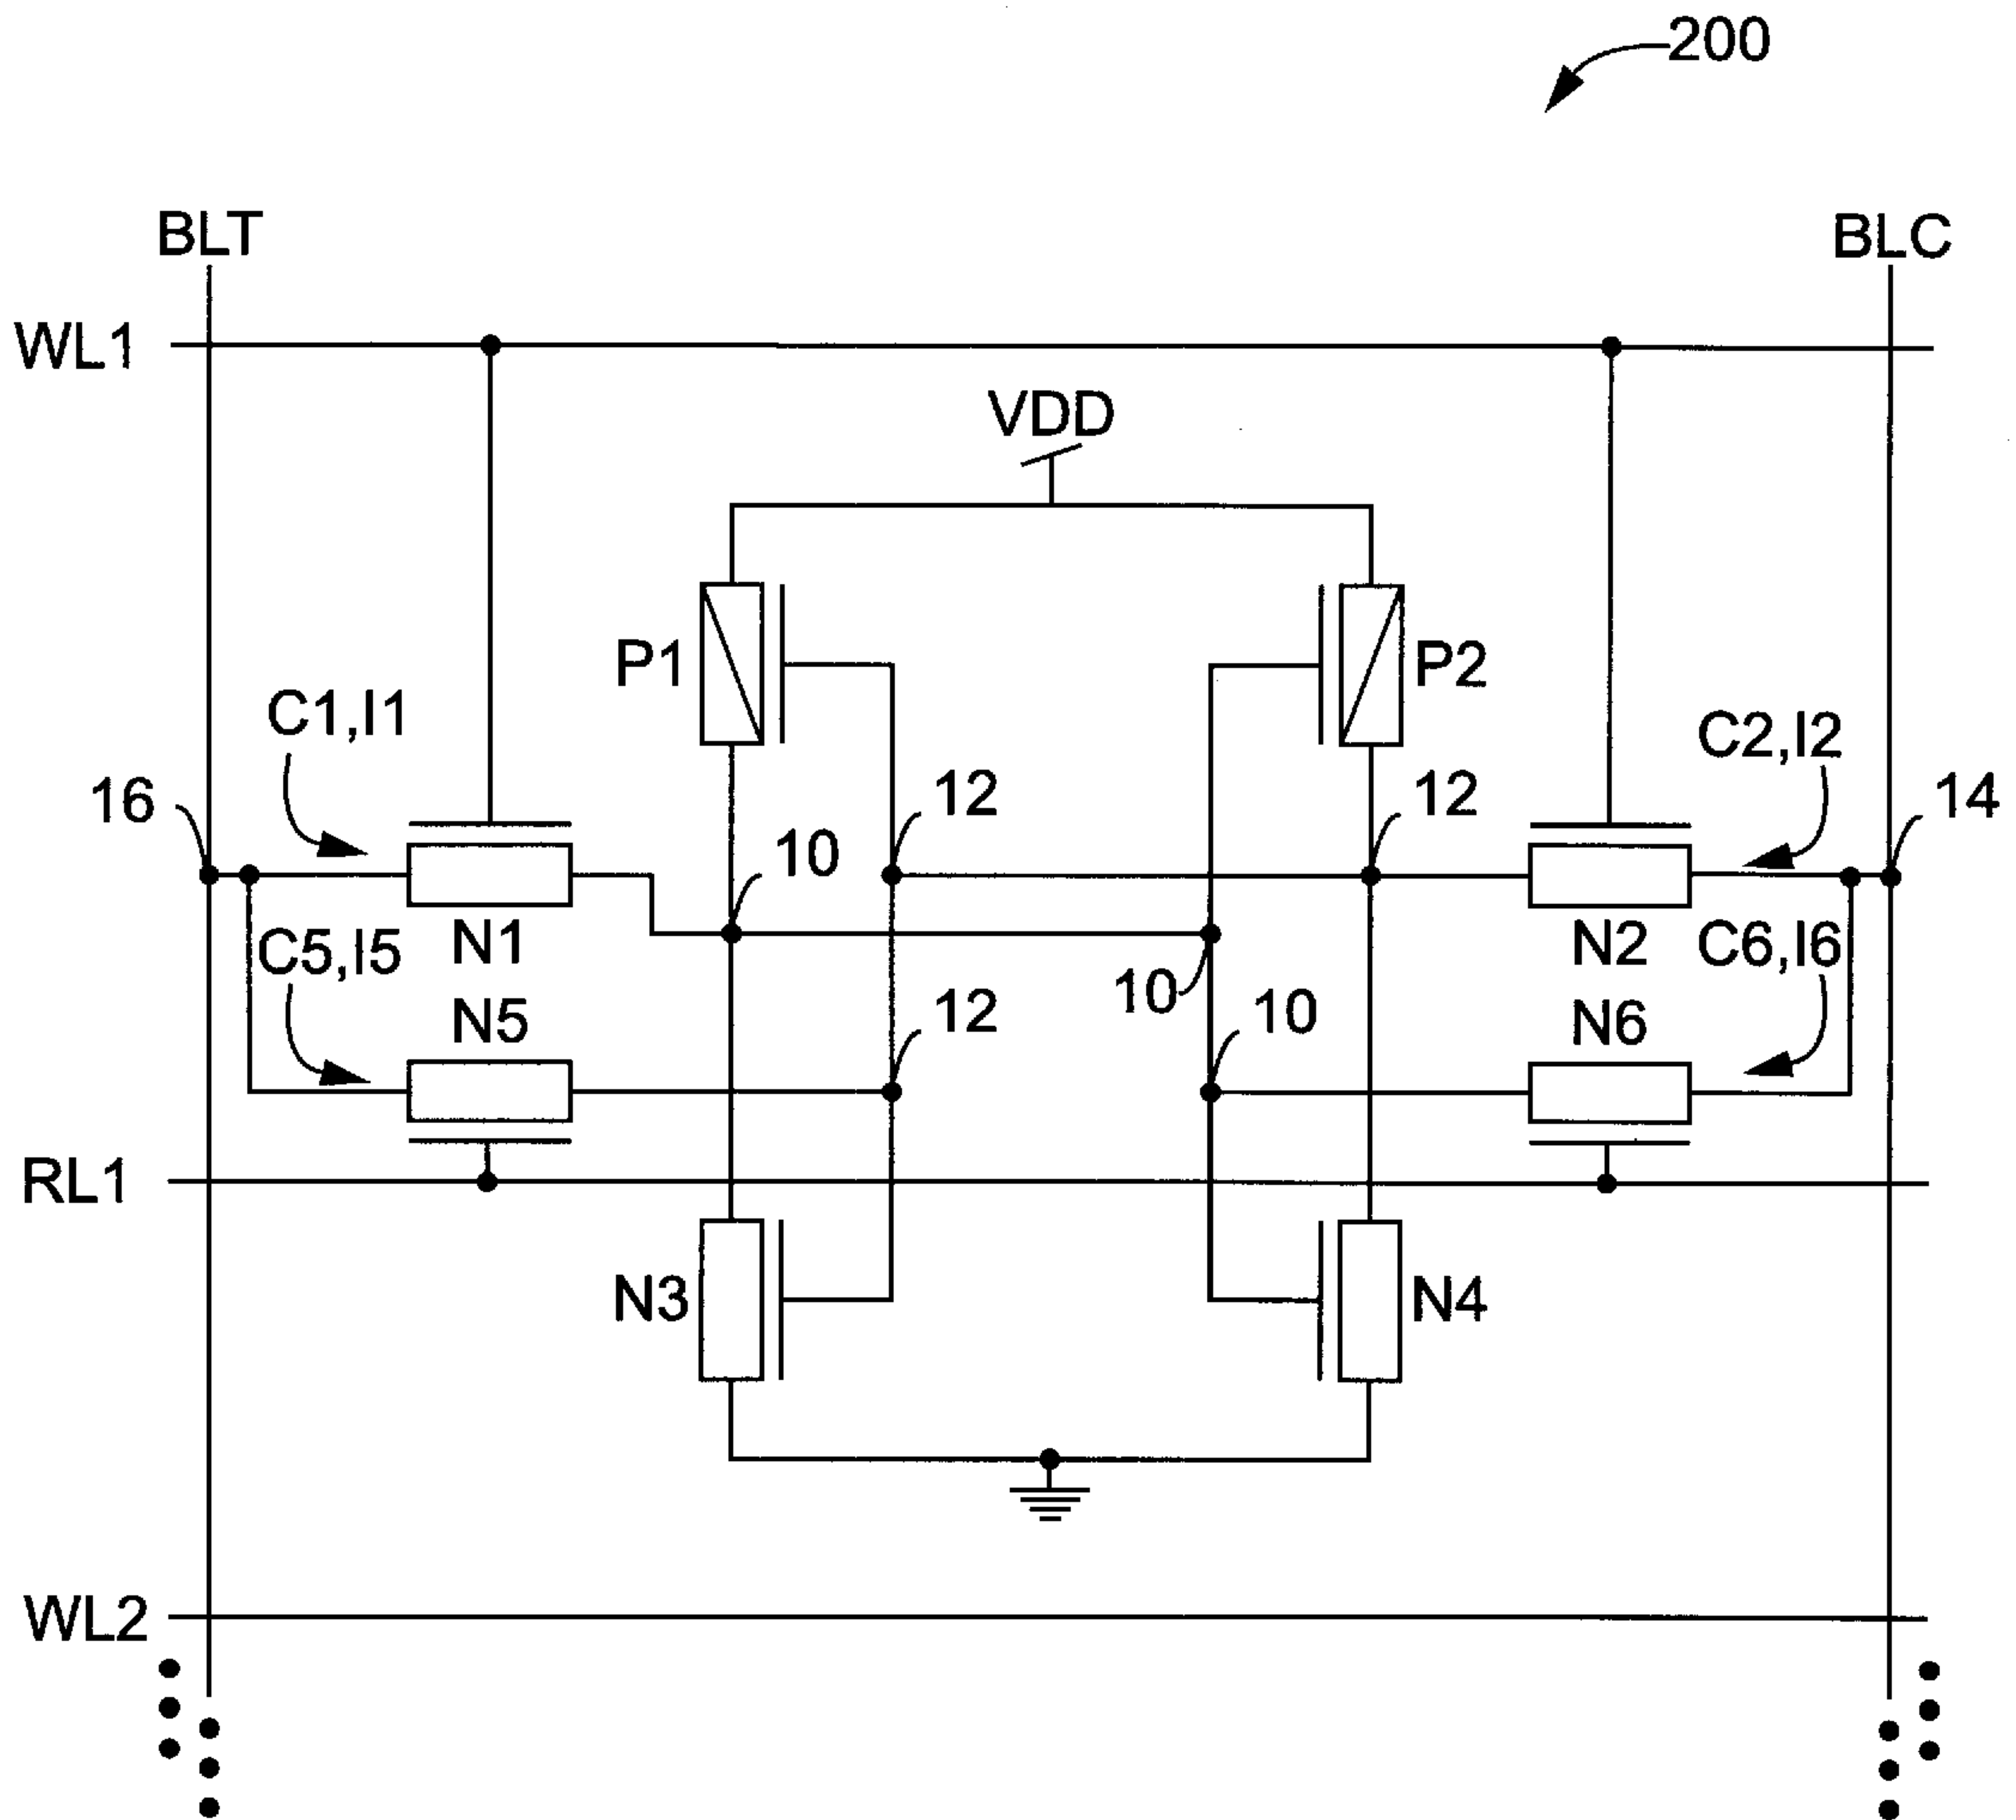 200
BLT BLC
WL1
VDD
P1 P2
C1,I1 C2,I2
16 12 12 14
10
N1 N2
C5,I5 C6,I6
10
12 10
N5 N6
RL1
N3 N4
WL2